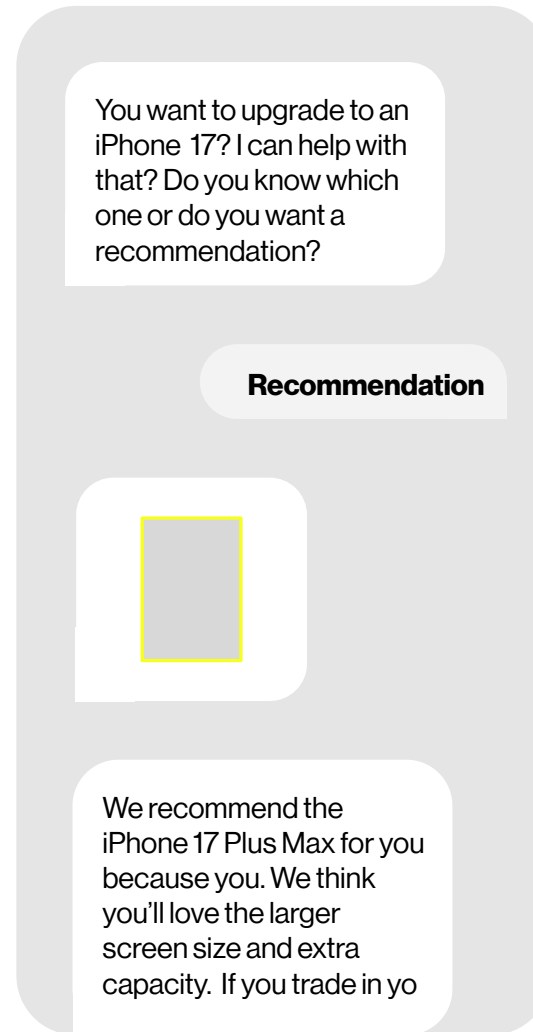 You want to upgrade to an
iPhone  17? I can help with
that? Do you know which
one or do you want a
recommendation?
Recommendation
We recommend the
iPhone 17 Plus Max for you
because you. We think
you'll love the larger
screen size and extra
capacity.  If you trade in yo